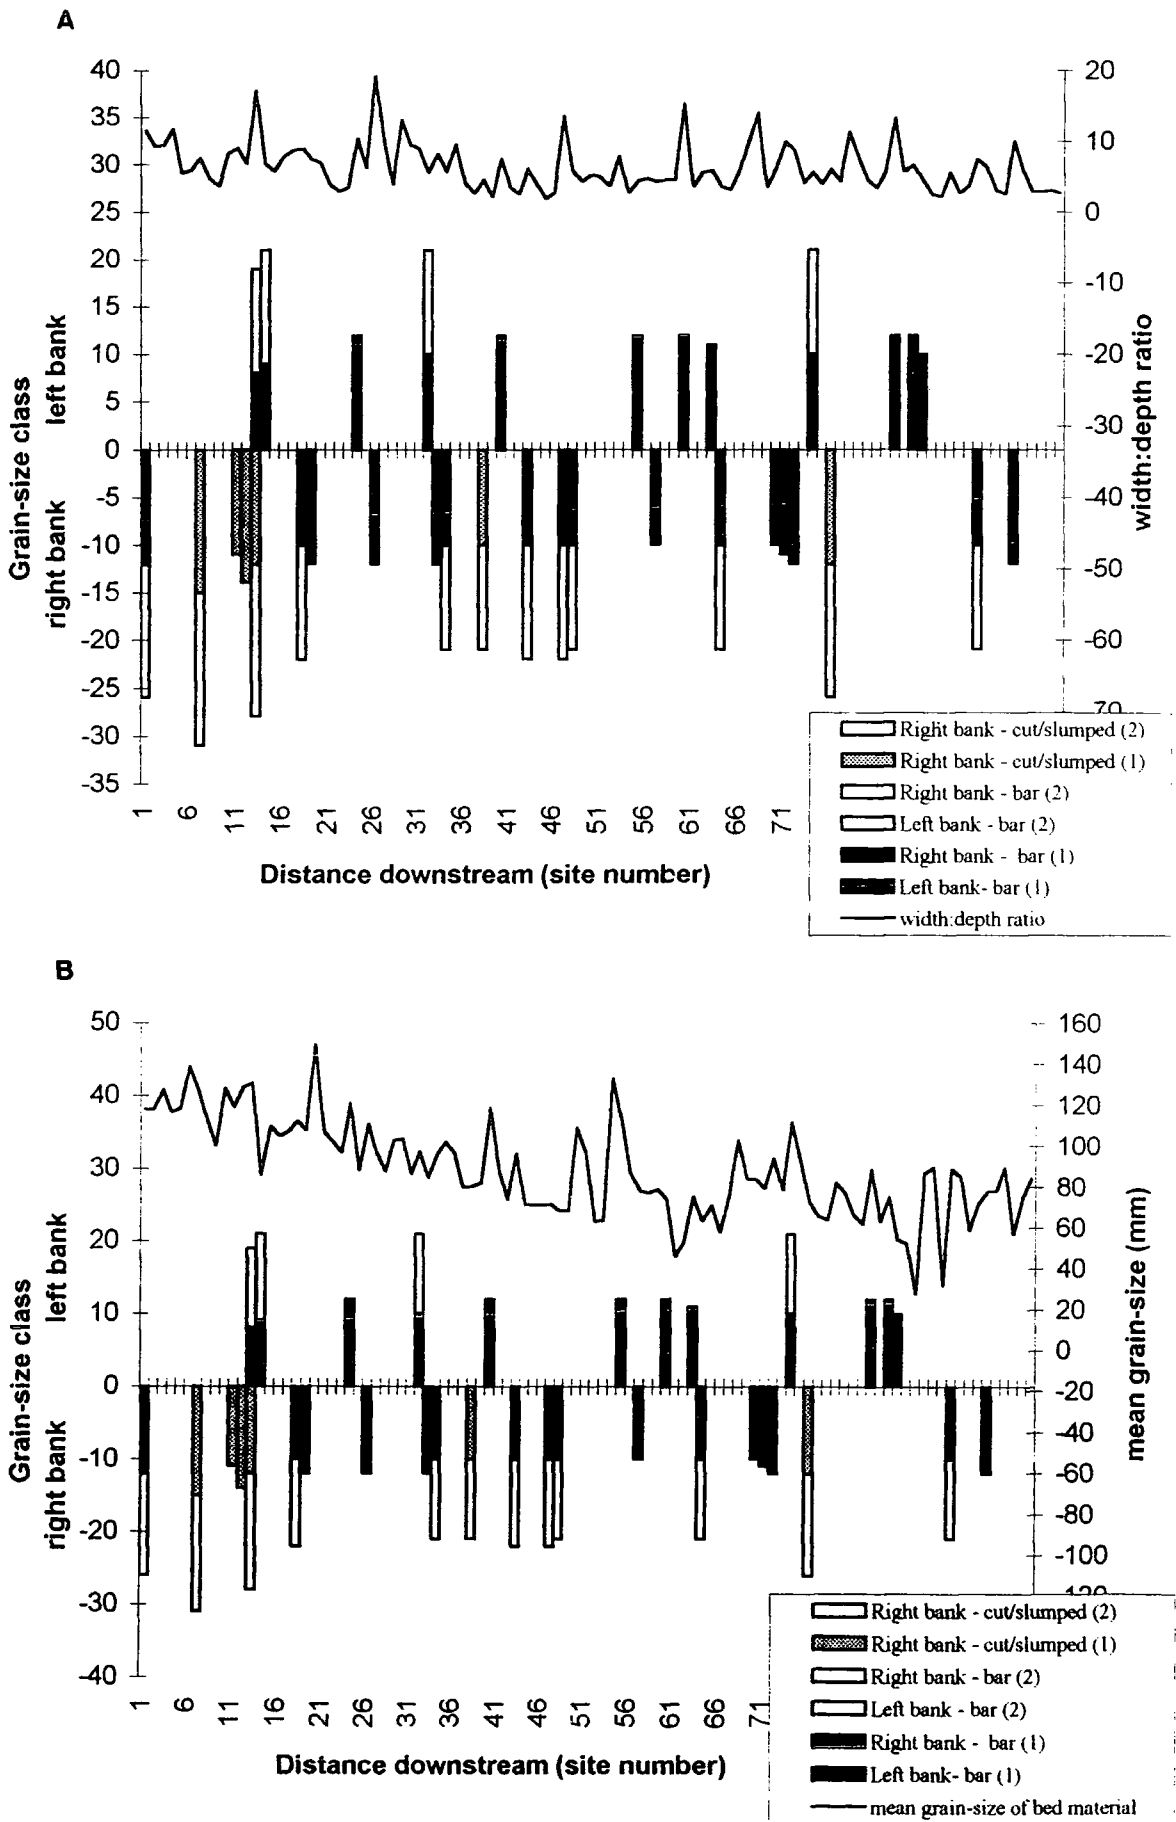 A
40
35
30
25
20
15
10
5
0
-5
-10
-15
-20
-25
-30
-35
20
10
0
-10
-20
-30
-40
-50
-60
Grain-size class
right bank left bank
width:depth ratio
1 6 11 16 21 26 31 36 41 46 51 56 61 66 71
Distance downstream (site number)
Right bank - cut/slumped (2)
Right bank - cut/slumped (1)
Right bank - bar (2)
Left bank - bar (2)
Right bank - bar (1)
Left bank- bar (1)
width:depth ratio
B
50
40
30
20
10
0
-10
-20
-30
-40
160
140
120
100
80
60
40
20
0
-20
-40
-60
-80
-100
Grain-size class
right bank left bank
mean grain-size (mm)
1 6 11 16 21 26 31 36 41 46 51 56 61 66 71
Distance downstream (site number)
Right bank - cut/slumped (2)
Right bank - cut/slumped (1)
Right bank - bar (2)
Left bank - bar (2)
Right bank - bar (1)
Left bank- bar (1)
mean grain-size of bed material